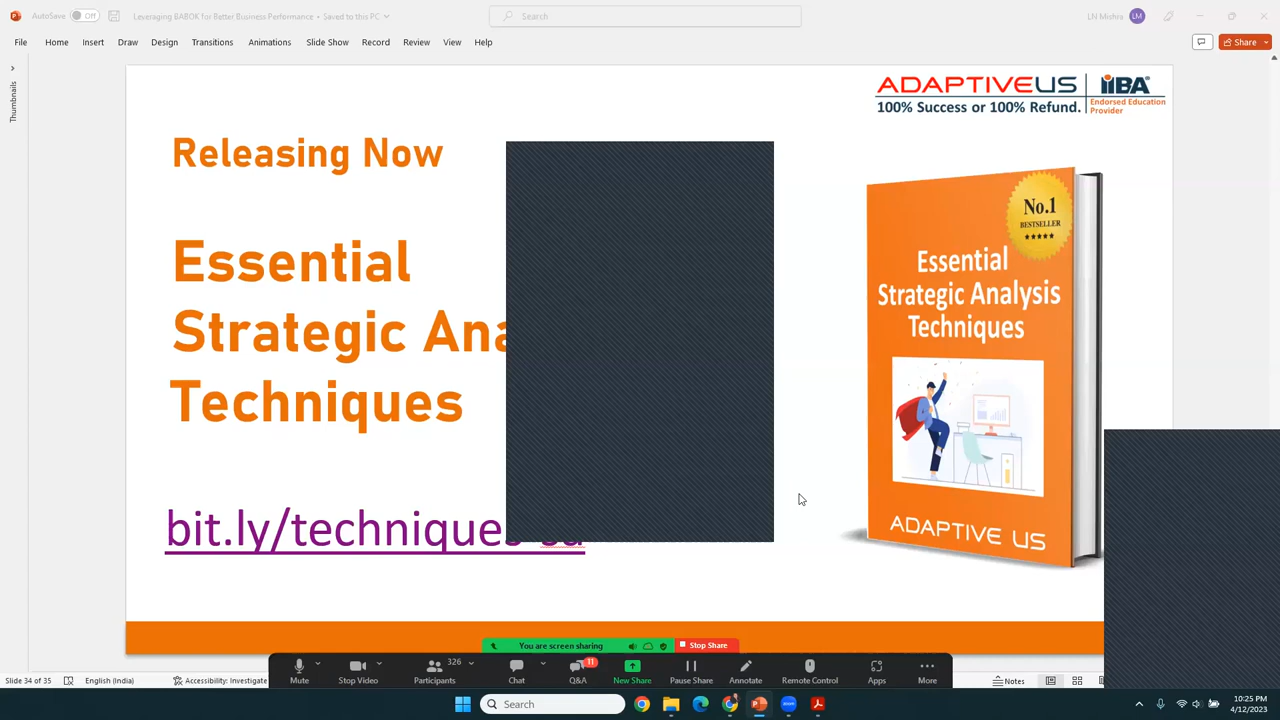 AutoSave Off Leveraging BABOK for Better Business Performance • Saved to this PC Search LN Mishra LM
File Home Insert Draw Design Transitions Animations Slide Show Record Review View Help Share
Thumbnails
ADAPTIVEUS IIBA®
100% Success or 100% Refund. Endorsed Education
Provider
Releasing Now
Essential
Strategic Ana
Techniques
bit.ly/techniques
No.1
BESTSELLER
Essential
Strategic Analysis
Techniques
ADAPTIVE US
You are screen sharing Stop Share
326 11
Mute Stop Video Participants Chat Q&A New Share Pause Share Annotate Remote Control Apps More
Slide 34 of 35 English (India) Accessibility: Investigate Notes
Search zoom 10:25 PM
4/12/2023